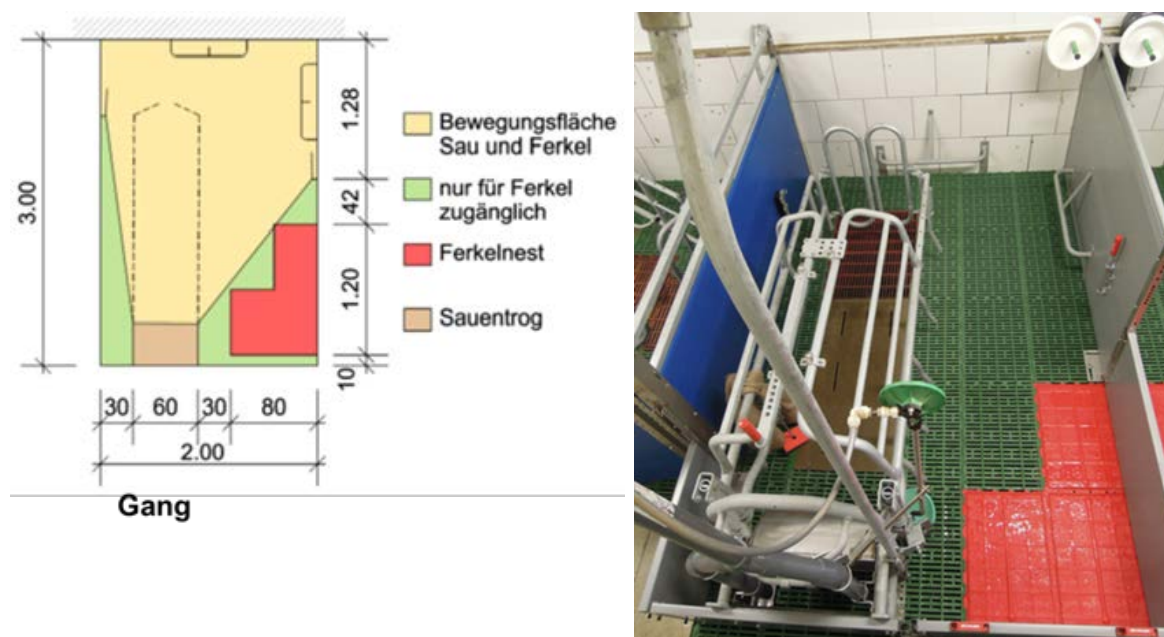 3.00
1.28
42
1.20
10
Bewegungsfläche
Sau und Ferkel
nur für Ferkel
zugänglich
Ferkelnest
Sauentrog
30
60
30
80
2.00
Gang